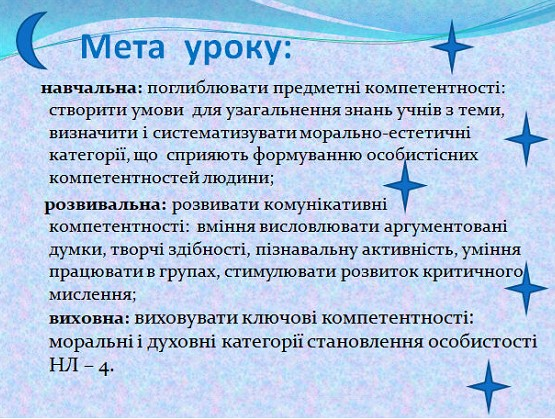 Мета уроку:
навчальна: поглиблювати предметні компетентності:
створити умови для узагальнення знань учнів з теми,
визначити і систематизувати морально-естетичні
категорії, що сприяють формуванню особистісних
компетентностей людини;
розвивальна: розвивати комунікативні
компетентності: вміння висловлювати аргументовані
думки, творчі здібності, пізнавальну активність, уміння
працювати в групах, стимулювати розвиток критичного
мислення;
виховна: виховувати ключові компетентності:
моральні і духовні категорії становлення особистості
НЛ – 4.